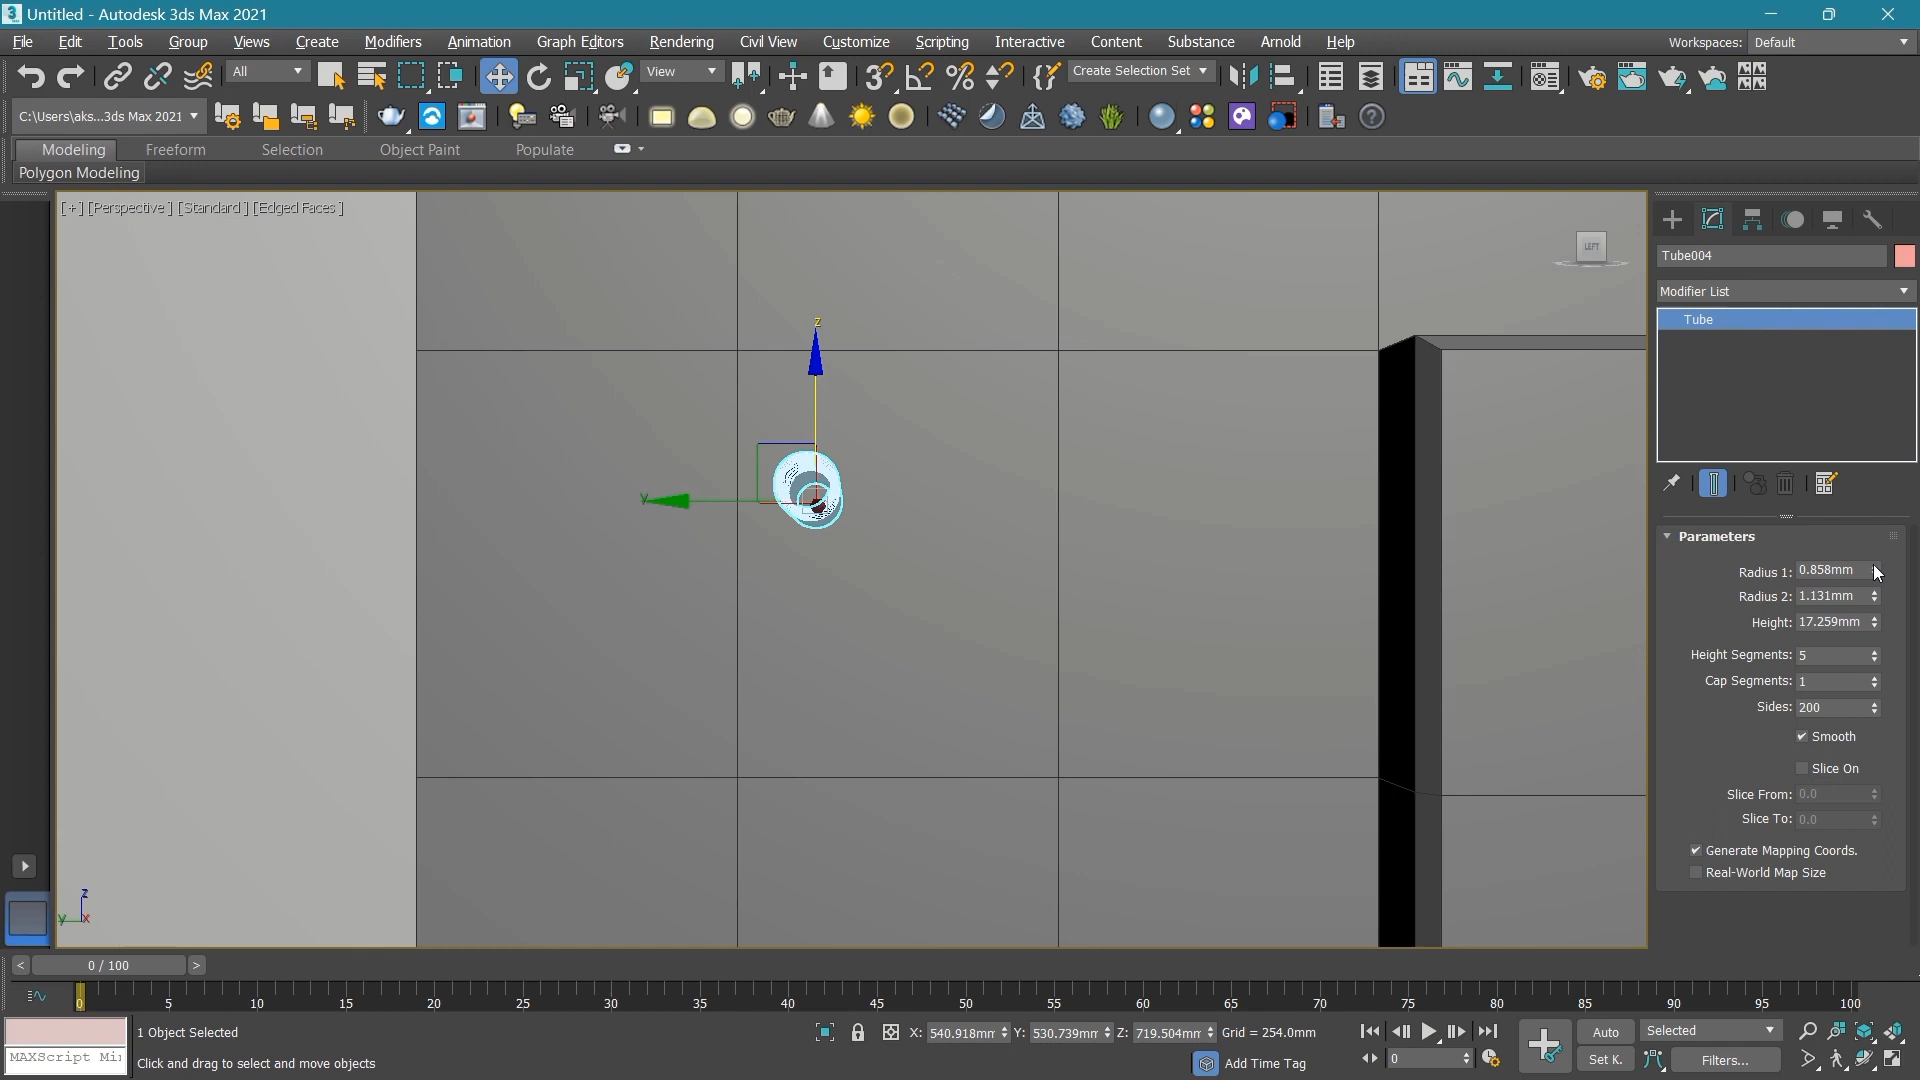 Untitled - Autodesk 3ds Max 2021
File Edit Tools Group Views Create Modifiers Animation Graph Editors Rendering Civil View Customize Scripting Interactive Content Substance Arnold Help Workspaces: Default
All View Create Selection Set
C:\Users\aks...3ds Max 2021
Modeling Freeform Selection Object Paint Populate
Polygon Modeling
[+] [Perspective ] [Standard ] [Edged Faces ]
LEFT
Tube004
Modifier List
Tube
z
y
Parameters
Radius 1: 0.858mm
Radius 2: 1.131mm
Height: 17.259mm
Height Segments: 5
Cap Segments: 1
Sides: 200
Smooth
Slice On
Slice From: 0.0
Slice To: 0.0
Generate Mapping Coords.
Real-World Map Size
z
y x
< 0 / 100 >
0 5 10 15 20 25 30 35 40 45 50 55 60 65 70 75 80 85 90 95 100
1 Object Selected X: 540.918mm Y: 530.739mm Z: 719.504mm Grid = 254.0mm Auto Selected
MAXScript Mi Click and drag to select and move objects Add Time Tag 0 Set K. Filters...